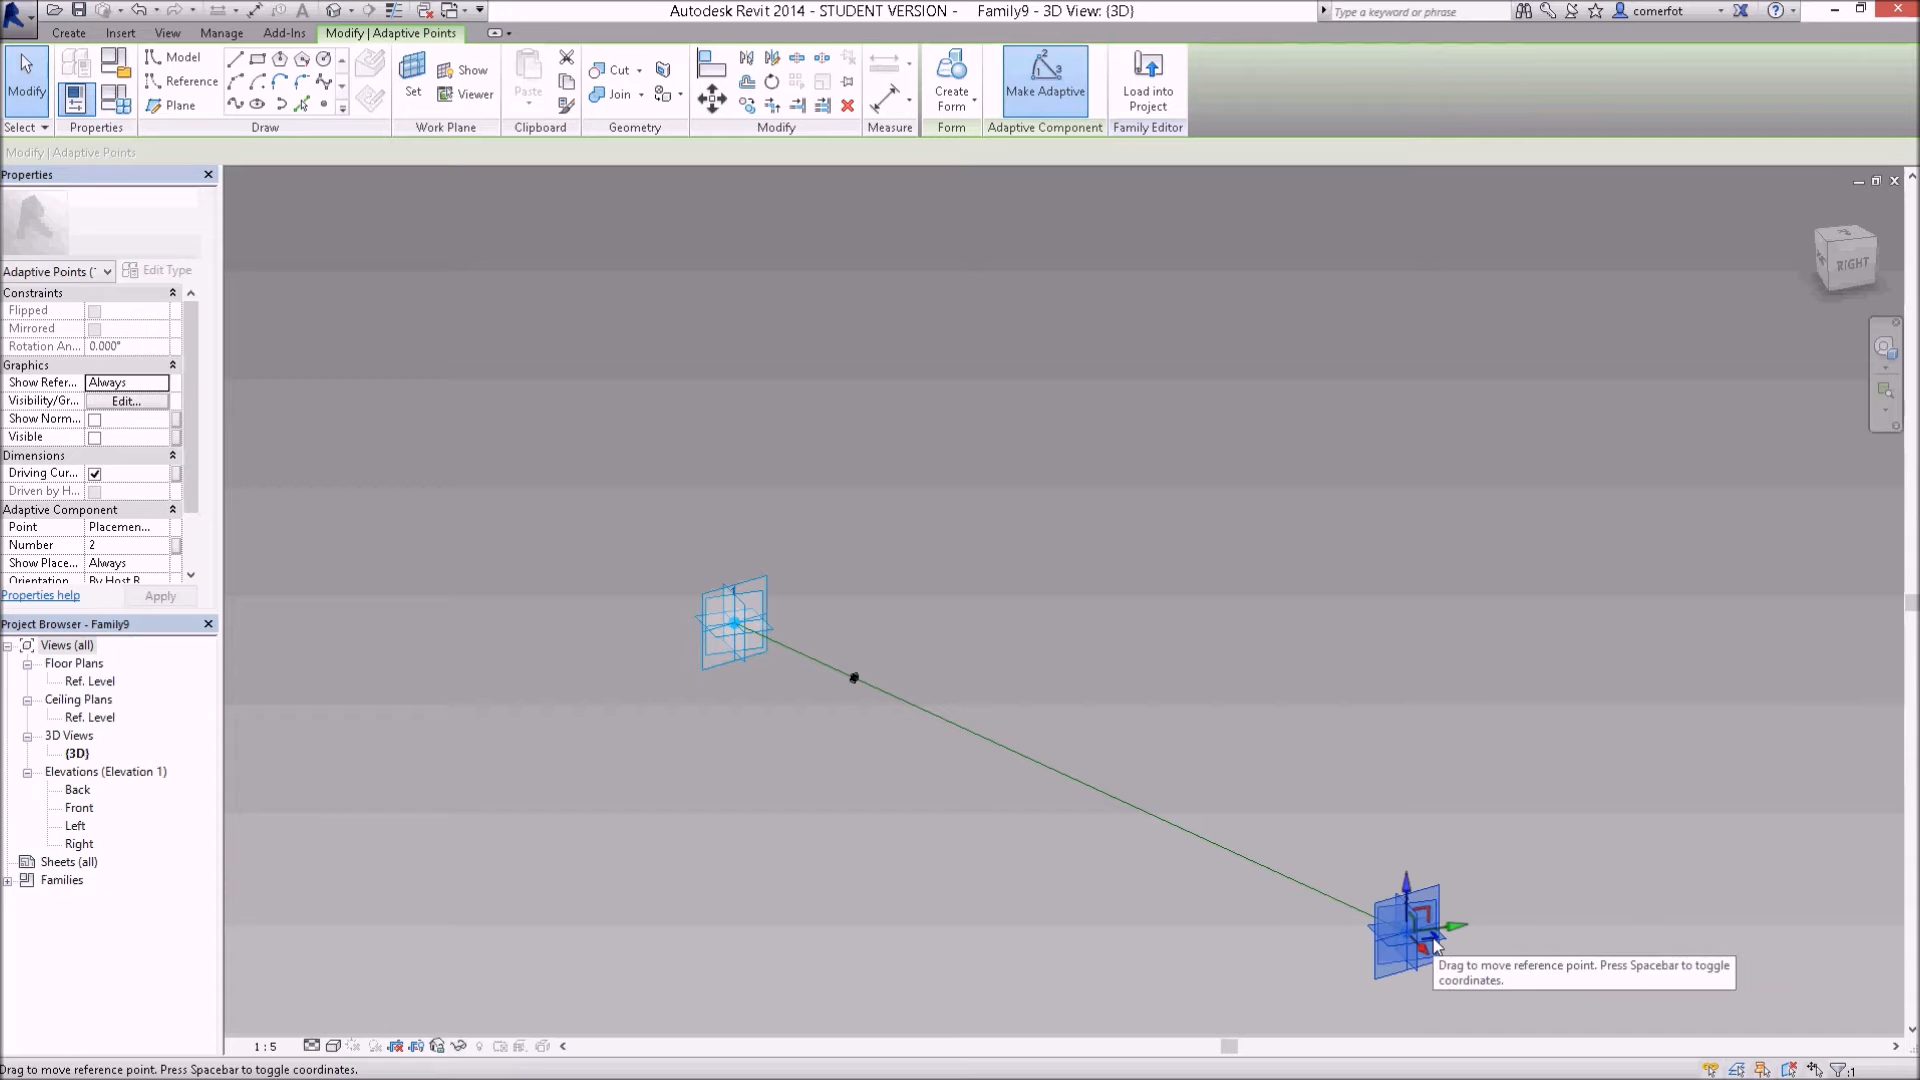 Autodesk Revit 2014 - STUDENT VERSION - Family9 - 3D View: {3D}
Type a keyword or phrase
comerfot
Create Insert View Manage Add-Ins Modify | Adaptive Points
Modify
Model
Reference
Plane
Set
Show
Viewer
Paste
Cut
Join
Create Form
Make Adaptive
Load into Project
Select Properties Draw Work Plane Clipboard Geometry Modify Measure Form Adaptive Component Family Editor
Modify | Adaptive Points
Properties
Adaptive Points (
Edit Type
Constraints
Flipped
Mirrored
Rotation An... 0.000°
Graphics
Show Refer... Always
Visibility/Gr... Edit...
Show Norm...
Visible
Dimensions
Driving Cur...
Driven by H...
Adaptive Component
Point Placemen...
Number 2
Show Place... Always
Orientation By Host R
Properties help Apply
Project Browser - Family9
Views (all)
Floor Plans
Ref. Level
Ceiling Plans
Ref. Level
3D Views
{3D}
Elevations (Elevation 1)
Back
Front
Left
Right
Sheets (all)
Families
RIGHT
Drag to move reference point. Press Spacebar to toggle
coordinates.
1 : 5
Drag to move reference point. Press Spacebar to toggle coordinates.
:1